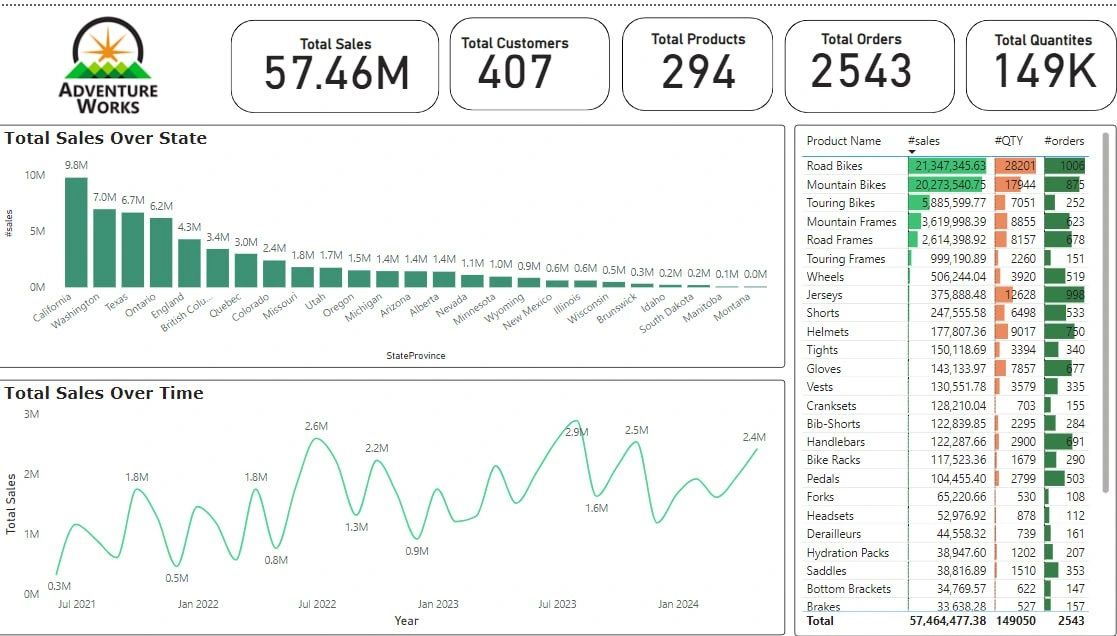 ADVENTURE
WORKS
Total Sales
57.46M
Total Customers
407
Total Products
294
Total Orders
2543
Total Quantites
149K
Total Sales Over State
#sales
10M
5M
0M
9.8M 7.0M 6.7M 6.2M 4.3M 3.4M 3.0M 2.4M 1.8M 1.7M 1.5M 1.4M 1.4M 1.4M 1.1M 1.0M 0.9M 0.6M 0.6M 0.5M 0.3M 0.2M 0.2M 0.1M 0.0M
California Washington Texas Ontario England British Colu... Quebec Colorado Missouri Utah Oregon Michigan Arizona Alberta Nevada Minnesota Wyoming New Mexico Illinois Wisconsin Brunswick Idaho South Dakota Manitoba Montana
StateProvince
Total Sales Over Time
Total Sales
3M
2M
1M
0M
0.3M 1.8M 0.5M 1.8M 0.8M 2.6M 1.3M 2.2M 0.9M 2.9M 1.6M 2.5M 2.4M
Jul 2021 Jan 2022 Jul 2022 Jan 2023 Jul 2023 Jan 2024
Year
Product Name #sales #QTY #orders
Road Bikes 21,347,345.63 28201 1006
Mountain Bikes 20,273,540.75 17944 875
Touring Bikes 5,885,599.77 7051 252
Mountain Frames 3,619,998.39 8855 623
Road Frames 2,614,398.92 8157 678
Touring Frames 999,190.89 2260 151
Wheels 506,244.04 3920 519
Jerseys 375,888.48 12628 998
Shorts 247,555.58 6498 533
Helmets 177,807.36 9017 750
Tights 150,118.69 3394 340
Gloves 143,133.97 7857 677
Vests 130,551.78 3579 335
Cranksets 128,210.04 703 155
Bib-Shorts 122,839.85 2295 284
Handlebars 122,287.66 2900 691
Bike Racks 117,523.36 1679 290
Pedals 104,455.40 2799 503
Forks 65,220.66 530 108
Headsets 52,976.92 878 112
Derailleurs 44,558.32 739 161
Hydration Packs 38,947.60 1202 207
Saddles 38,816.89 1510 353
Bottom Brackets 34,769.57 622 147
Brakes 33,638.28 527 157
Total 57,464,477.38 149050 2543